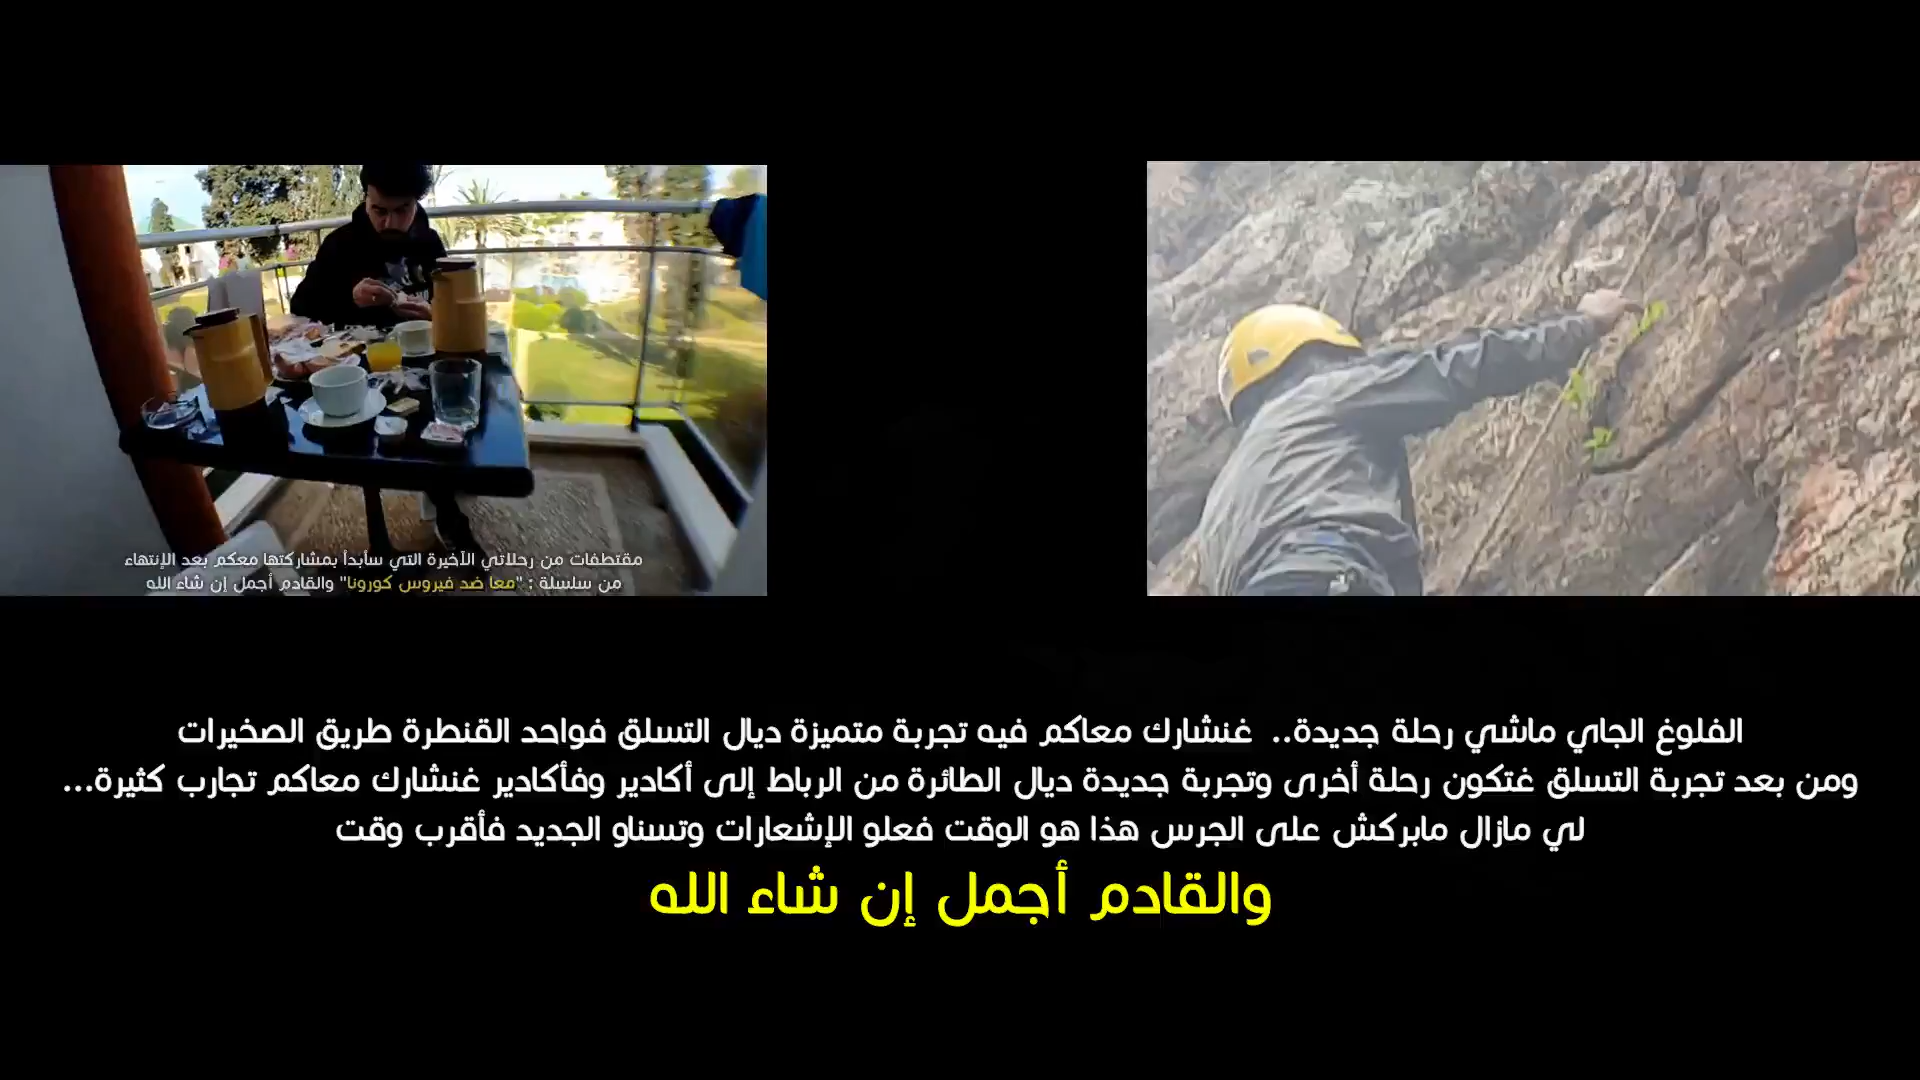 مقتطفات من رحلاتي الأخيرة التي سأبدأ بمشاركتها معكم بعد الإنتهاء
من سلسلة : "معا ضد فيروس كورونا" والقادم أجمل إن شاء الله
الفلوغ الجاي ماشي رحلة جديدة.. غنشارك معاكم فيه تجربة متميزة ديال التسلق فواحد القنطرة طريق الصخيرات
ومن بعد تجربة التسلق غتكون رحلة أخرى وتجربة جديدة ديال الطائرة من الرباط إلى أكادير وفأكادير غنشارك معاكم تجارب كثيرة...
لي مازال مابركش على الجرس هذا هو الوقت فعلو الإشعارات وتسناو الجديد فأقرب وقت
والقادم أجمل إن شاء الله